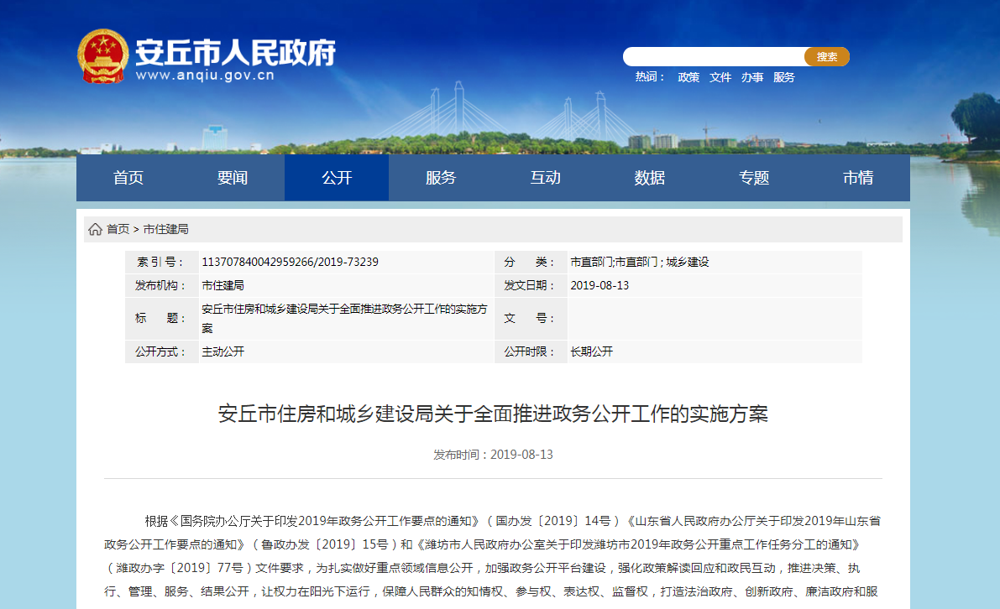 安丘市人民政府
www.anqiu.gov.cn
搜索
热词： 政策 文件 办事 服务
首页 要闻 公开 服务 互动 数据 专题 市情
首页 > 市住建局
索 引 号： 113707840042959266/2019-73239 分 类： 市直部门;市直部门 ; 城乡建设
发布机构： 市住建局 发文日期： 2019-08-13
标 题： 安丘市住房和城乡建设局关于全面推进政务公开工作的实施方案 文 号：
公开方式： 主动公开 公开时限： 长期公开
安丘市住房和城乡建设局关于全面推进政务公开工作的实施方案
发布时间：2019-08-13
根据《国务院办公厅关于印发2019年政务公开工作要点的通知》（国办发〔2019〕14号）《山东省人民政府办公厅关于印发2019年山东省
政务公开工作要点的通知》（鲁政办发〔2019〕15号）和《潍坊市人民政府办公室关于印发潍坊市2019年政务公开重点工作任务分工的通知》
（潍政办字〔2019〕77号）文件要求，为扎实做好重点领域信息公开，加强政务公开平台建设，强化政策解读回应和政民互动，推进决策、执
行、管理、服务、结果公开，让权力在阳光下运行，保障人民群众的知情权、参与权、表达权、监督权，打造法治政府、创新政府、廉洁政府和服